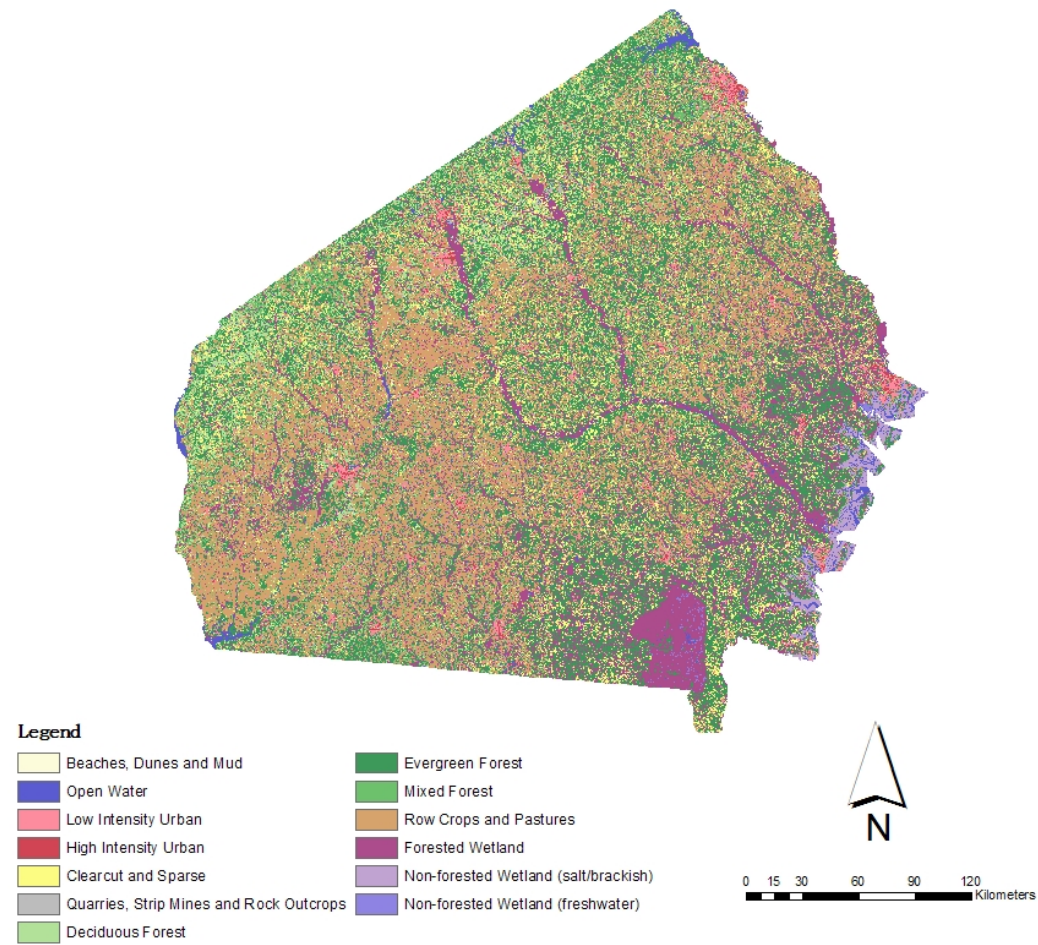 Legend
Beaches, Dunes and Mud
Open Water
Low Intensity Urban
High Intensity Urban
Clearcut and Sparse
Quarries, Strip Mines and Rock Outcrops
Deciduous Forest
Evergreen Forest
Mixed Forest
Row Crops and Pastures
Forested Wetland
Non-forested Wetland (salt/brackish)
Non-forested Wetland (freshwater)
N
0 15 30 60 90 120
Kilometers